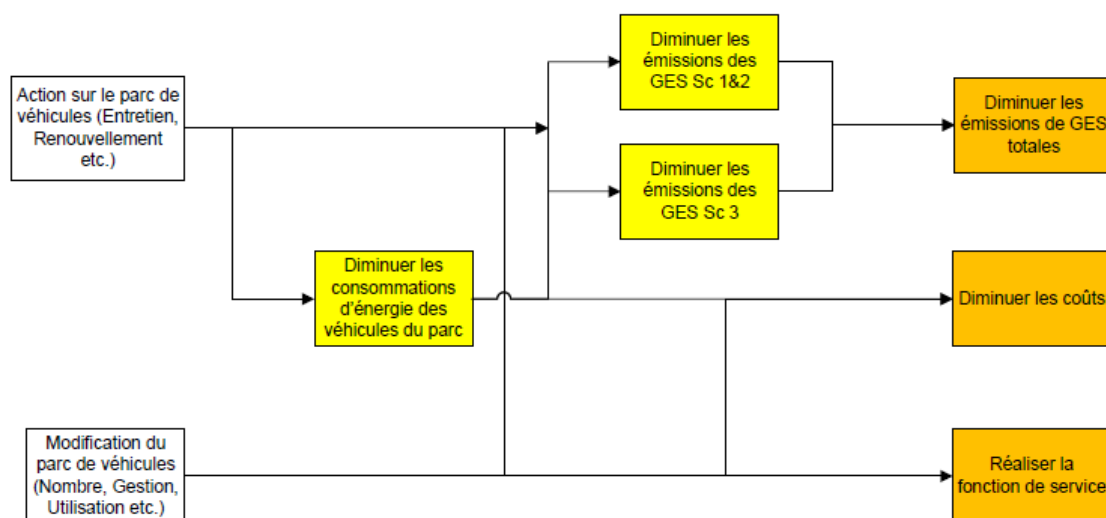 Diminuer les
émissions des
GES Sc 1&2
Action sur le parc de
véhicules (Entretien,
Renouvellement
etc.)
Diminuer les
émissions de GES
totales
Diminuer les
émissions des
GES Sc 3
Diminuer les
consommations
d'énergie des
véhicules du parc
Diminuer les coûts
Modification du
parc de véhicules
(Nombre, Gestion,
Utilisation etc.)
Réaliser la
fonction de service